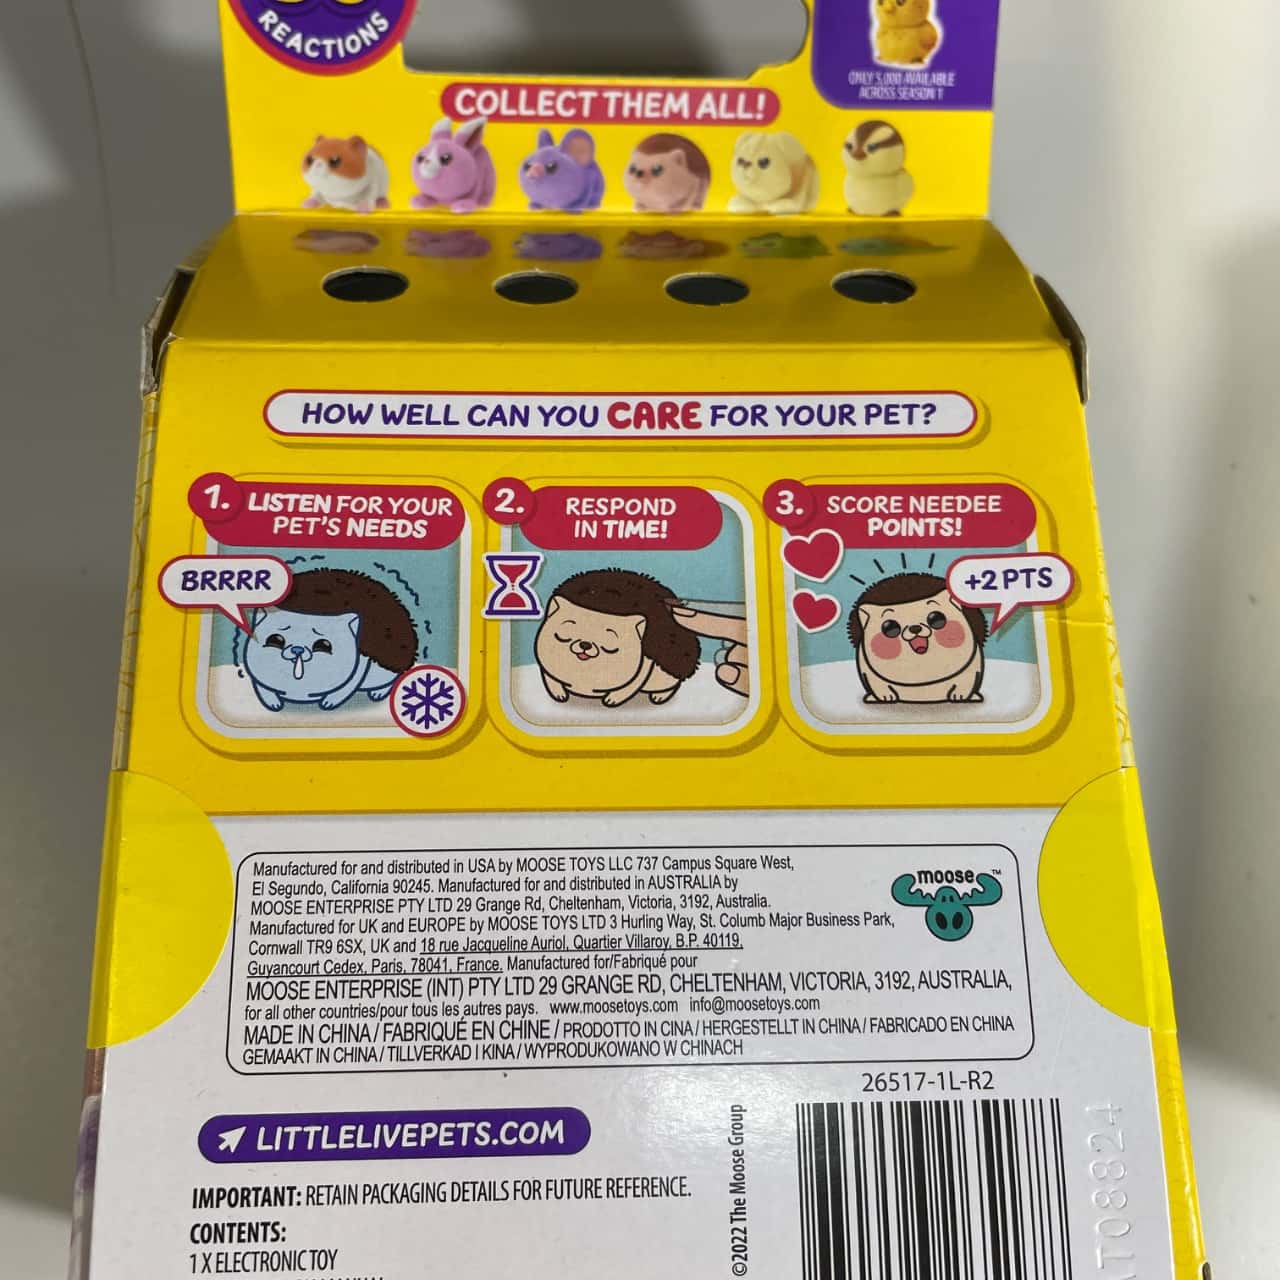 REACTIONS
ONLY 5,000 AVAILABLE
ACROSS SEASON 1
COLLECT THEM ALL!
HOW WELL CAN YOU CARE FOR YOUR PET?
1. LISTEN FOR YOUR
PET'S NEEDS
BRRRR
2. RESPOND
IN TIME!
3. SCORE NEEDEE
POINTS!
+2 PTS
Manufactured for and distributed in USA by MOOSE TOYS LLC 737 Campus Square West,
El Segundo, California 90245. Manufactured for and distributed in AUSTRALIA by
MOOSE ENTERPRISE PTY LTD 29 Grange Rd, Cheltenham, Victoria, 3192, Australia.
Manufactured for UK and EUROPE by MOOSE TOYS LTD 3 Hurling Way, St. Columb Major Business Park,
Cornwall TR9 6SX, UK and 18 rue Jacqueline Auriol, Quartier Villaroy, B.P. 40119,
Guyancourt Cedex, Paris, 78041, France. Manufactured for/Fabriqué pour
MOOSE ENTERPRISE (INT) PTY LTD 29 GRANGE RD, CHELTENHAM, VICTORIA, 3192, AUSTRALIA,
for all other countries/pour tous les autres pays. www.moosetoys.com info@moosetoys.com
MADE IN CHINA / FABRIQUÉ EN CHINE / PRODOTTO IN CINA / HERGESTELLT IN CHINA / FABRICADO EN CHINA
GEMAAKT IN CHINA / TILLVERKAD I KINA / WYPRODUKOWANO W CHINACH
moose™
26517-1L-R2
LITTLELIVEPETS.COM
IMPORTANT: RETAIN PACKAGING DETAILS FOR FUTURE REFERENCE.
CONTENTS:
1 X ELECTRONIC TOY
©2022 The Moose Group